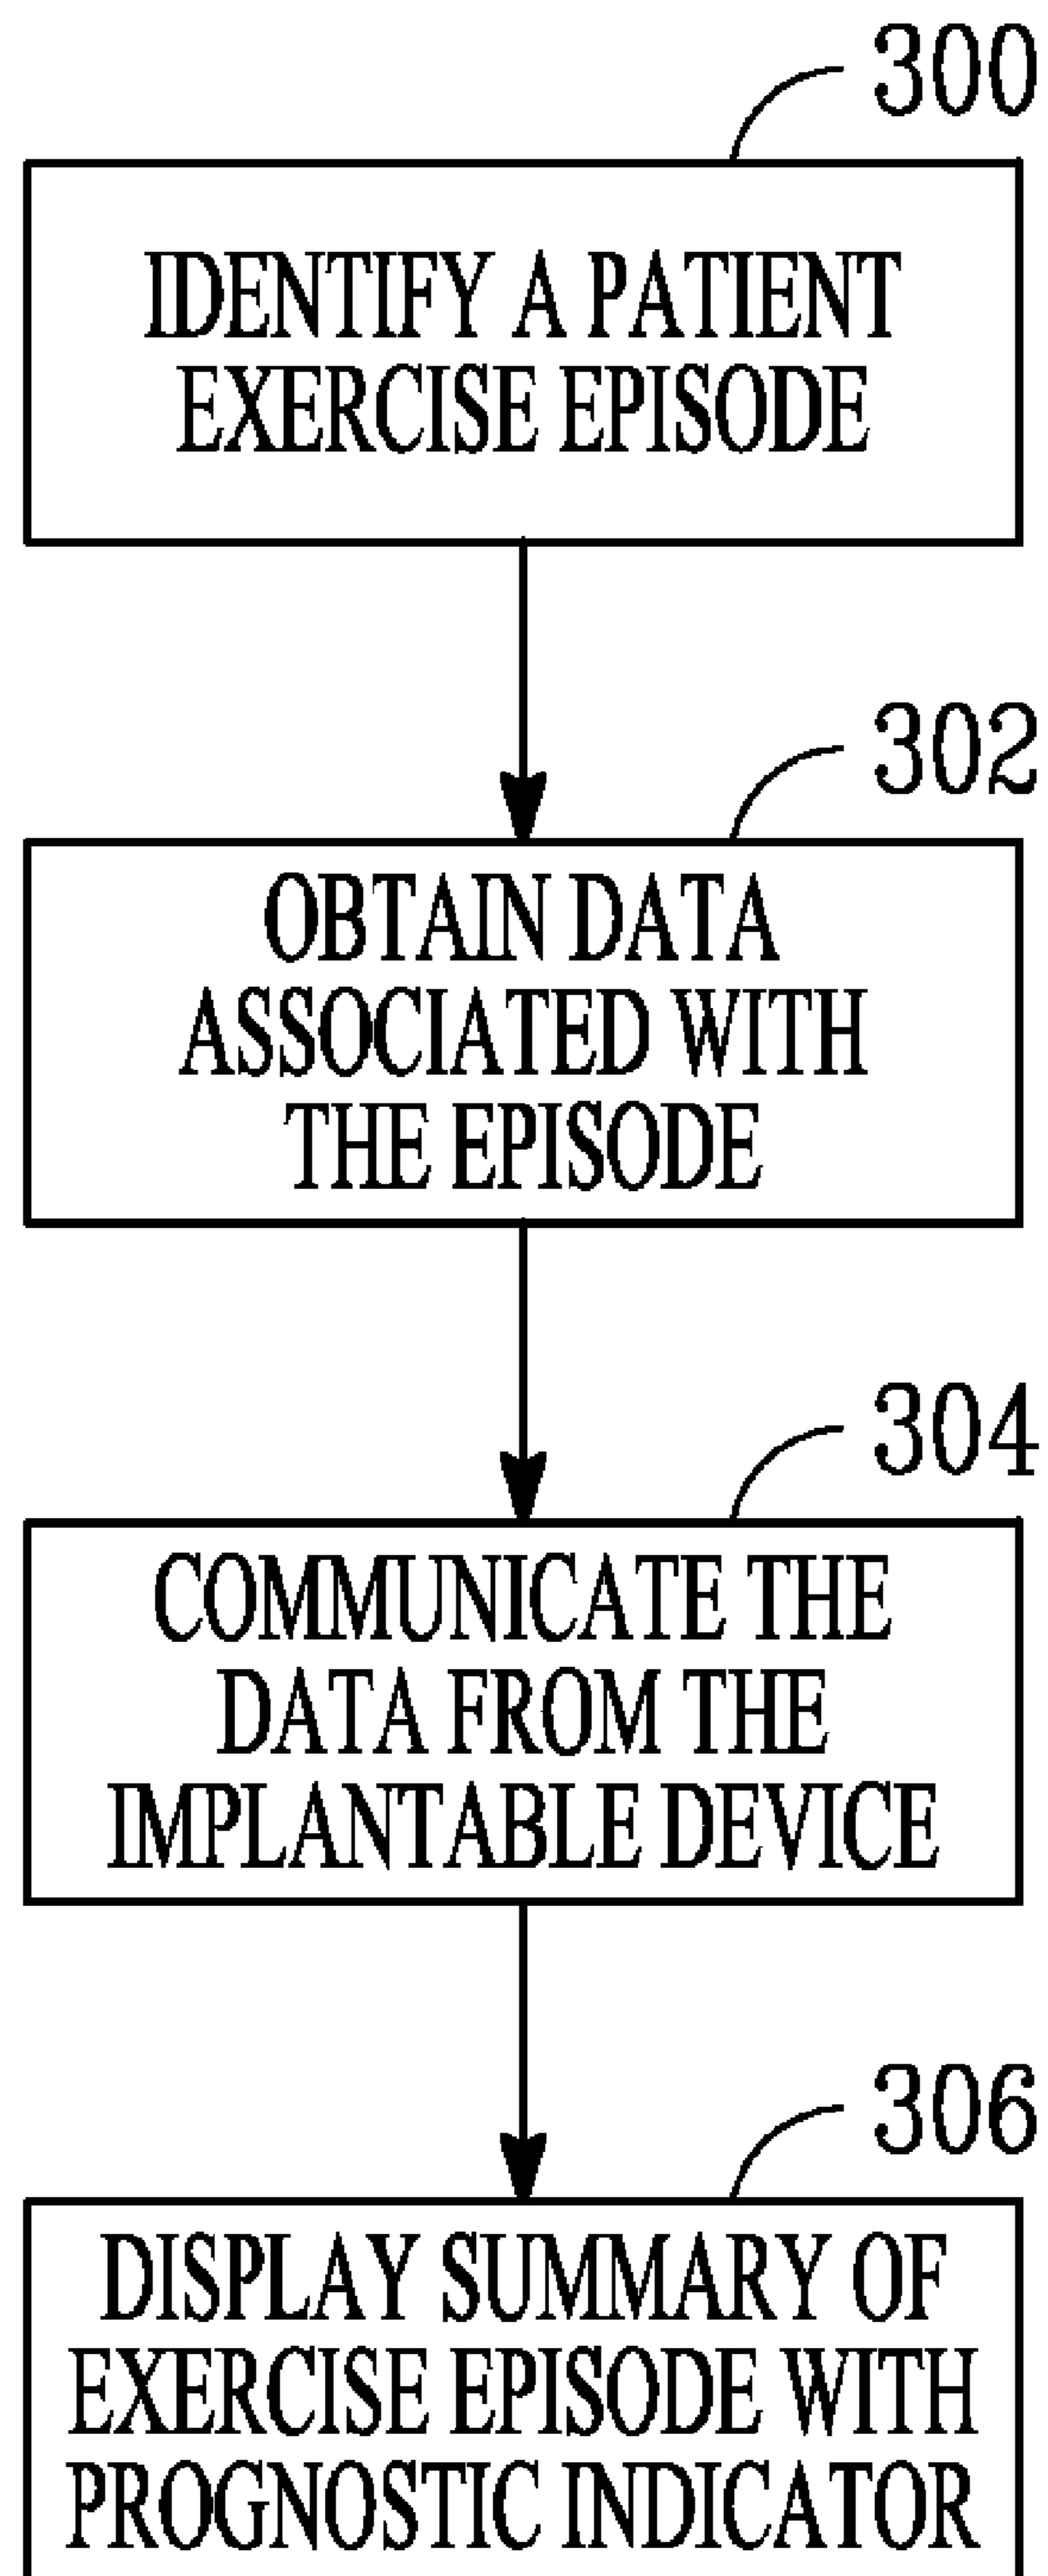 300
IDENTIFY A PATIENT
EXERCISE EPISODE
302
OBTAIN DATA
ASSOCIATED WITH
THE EPISODE
304
COMMUNICATE THE
DATA FROM THE
IMPLANTABLE DEVICE
306
DISPLAY SUMMARY OF
EXERCISE EPISODE WITH
PROGNOSTIC INDICATOR